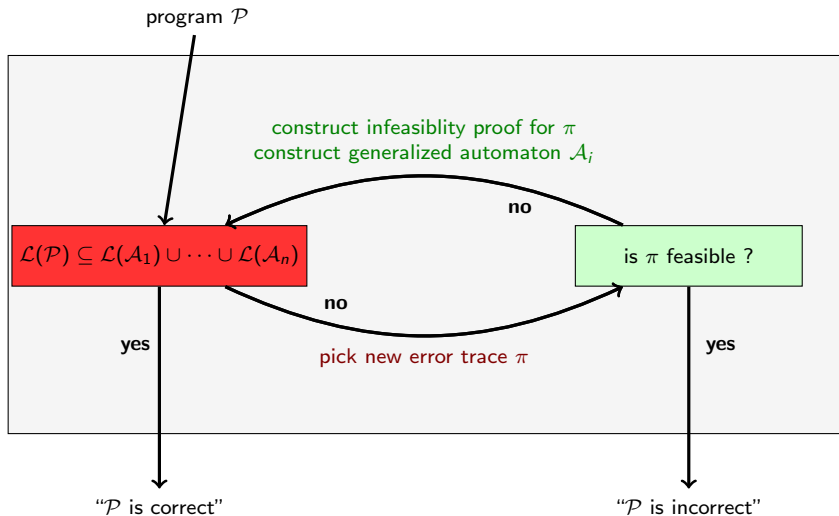 program 𝒫
construct infeasiblity proof for π
construct generalized automaton 𝒜ᵢ
no
ℒ(𝒫) ⊆ ℒ(𝒜₁) ∪ ⋯ ∪ ℒ(𝒜ₙ)
is π feasible ?
no
yes
yes
pick new error trace π
“𝒫 is correct”
“𝒫 is incorrect”